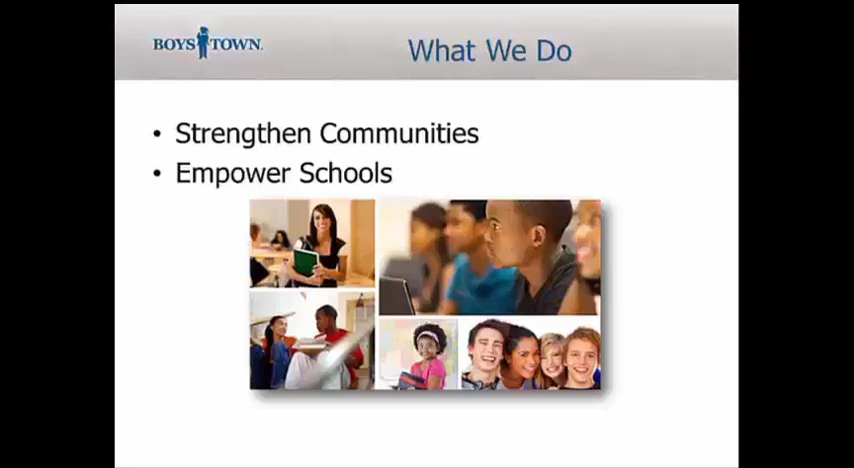 BOYS TOWN.
What We Do
• Strengthen Communities
• Empower Schools